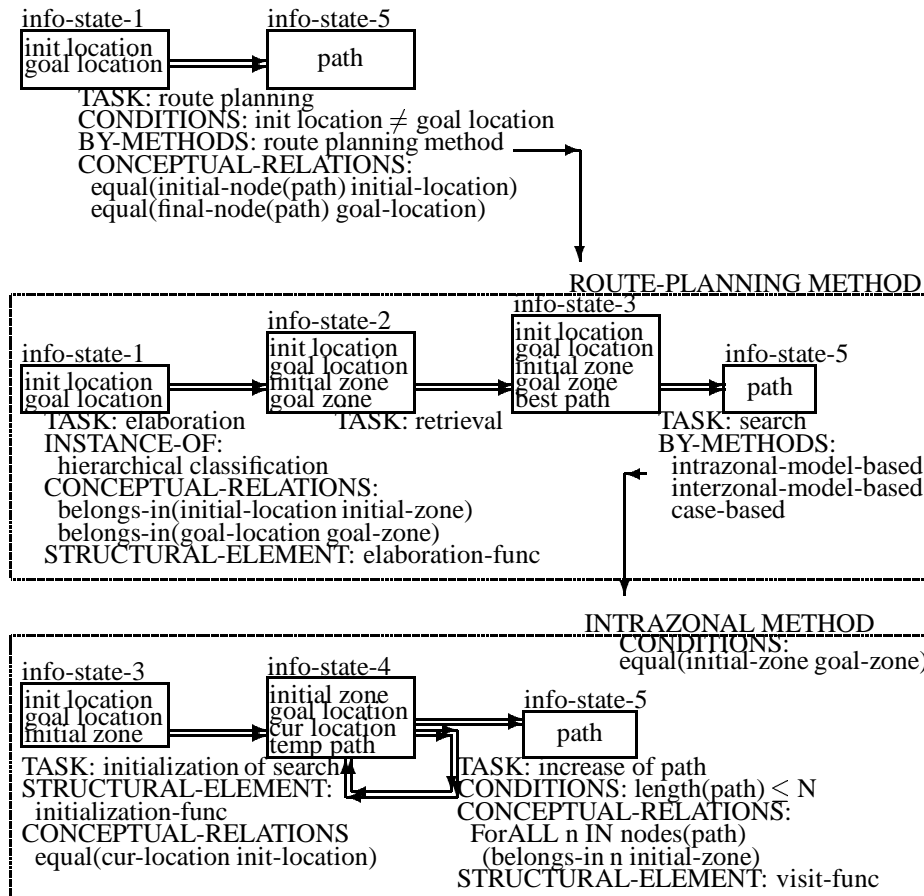 info-state-1
info-state-5
init location
goal location
path
TASK: route planning
CONDITIONS: init location ≠ goal location
BY-METHODS: route planning method
CONCEPTUAL-RELATIONS:
equal(initial-node(path) initial-location)
equal(final-node(path) goal-location)
ROUTE-PLANNING METHOD
info-state-1
init location
goal location
info-state-2
init location
goal location
initial zone
goal zone
info-state-3
init location
goal location
initial zone
goal zone
best path
info-state-5
path
TASK: elaboration
INSTANCE-OF:
hierarchical classification
CONCEPTUAL-RELATIONS:
belongs-in(initial-location initial-zone)
belongs-in(goal-location goal-zone)
STRUCTURAL-ELEMENT: elaboration-func
TASK: retrieval
TASK: search
BY-METHODS:
intrazonal-model-based
interzonal-model-based
case-based
INTRAZONAL METHOD
CONDITIONS:
equal(initial-zone goal-zone)
info-state-3
init location
goal location
initial zone
info-state-4
initial zone
goal location
cur location
temp path
info-state-5
path
TASK: initialization of search
STRUCTURAL-ELEMENT:
initialization-func
CONCEPTUAL-RELATIONS
equal(cur-location init-location)
TASK: increase of path
CONDITIONS: length(path) ≤ N
CONCEPTUAL-RELATIONS:
ForALL n IN nodes(path)
(belongs-in n initial-zone)
STRUCTURAL-ELEMENT: visit-func